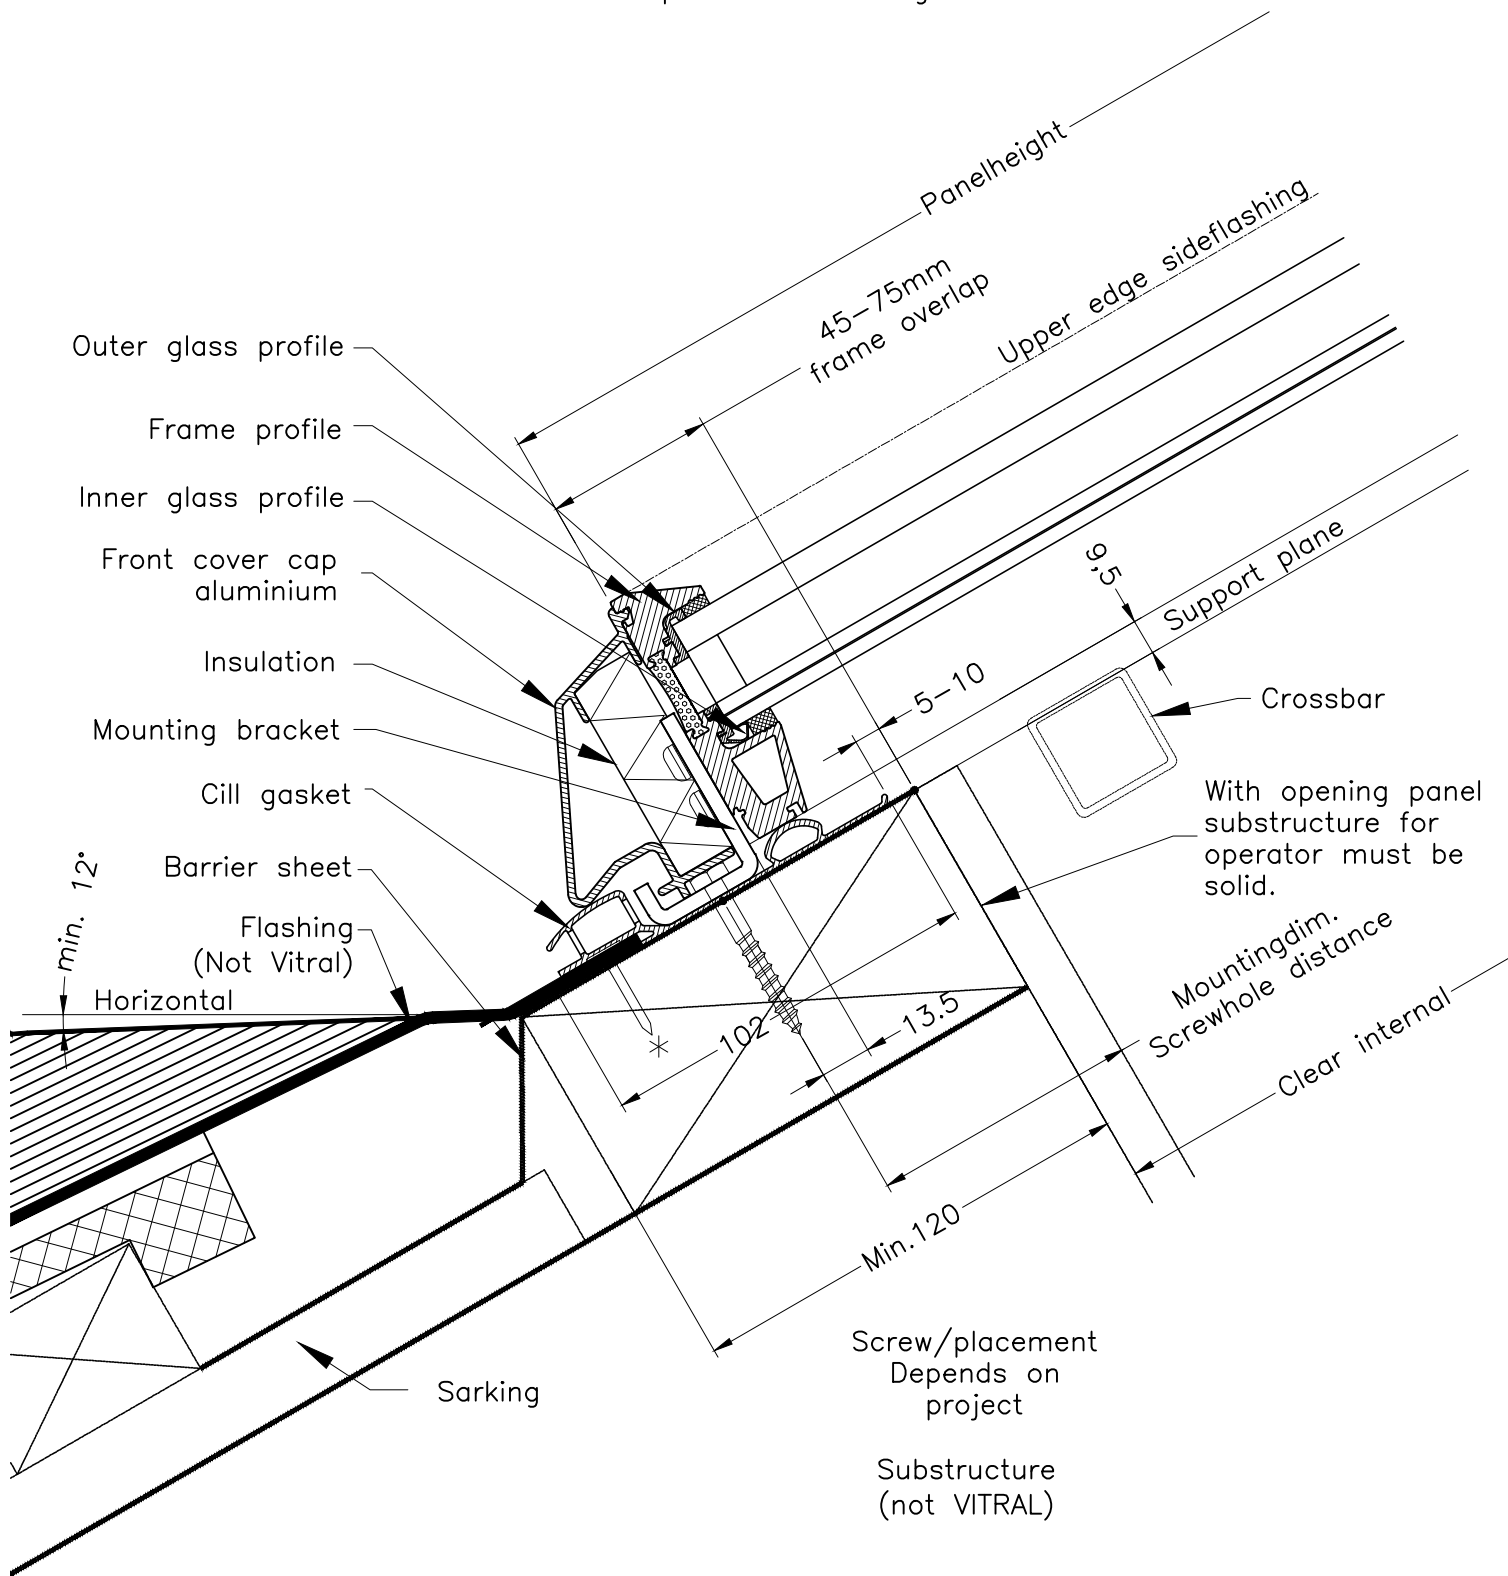 Panelheight
45-75mm
frame overlap
Upper edge sideflashing
Outer glass profile
Frame profile
Inner glass profile
Front cover cap
aluminium
Insulation
Mounting bracket
Cill gasket
Barrier sheet
Flashing
(Not Vitral)
min. 12°
Horizontal
9,5
Support plane
5-10
Crossbar
With opening panel
substructure for
operator must be
solid.
Mountingdim.
Screwhole distance
Clear internal
102
13.5
Min.120
Sarking
Screw/placement
Depends on
project
Substructure
(not VITRAL)